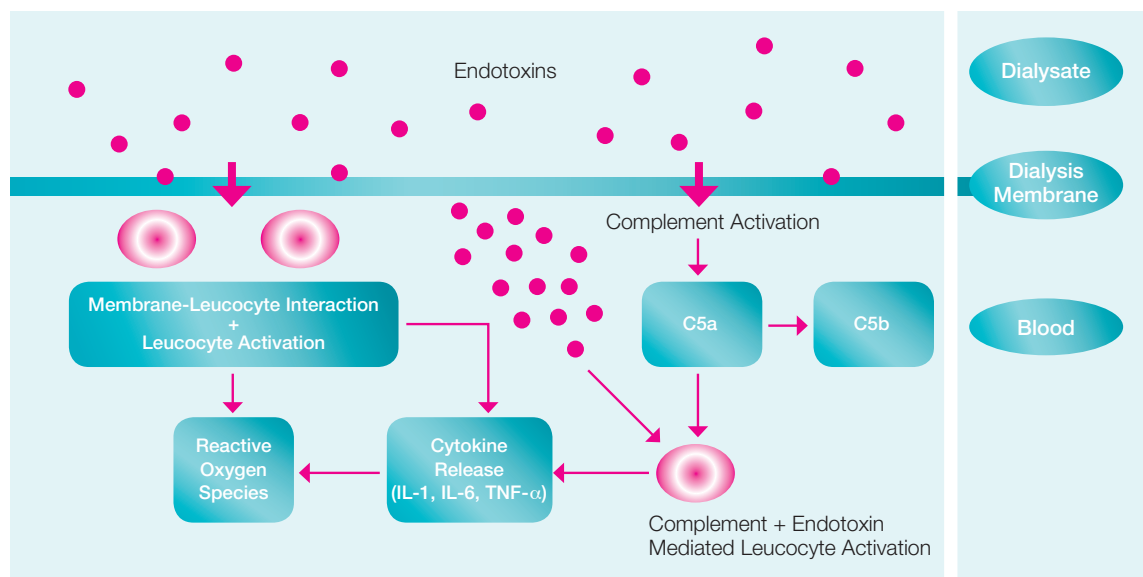 Endotoxins
Dialysate
Dialysis
Membrane
Complement Activation
Membrane-Leucocyte Interaction
+
Leucocyte Activation
C5a
C5b
Blood
Reactive
Oxygen
Species
Cytokine
Release
(IL-1, IL-6, TNF-α)
Complement + Endotoxin
Mediated Leucocyte Activation